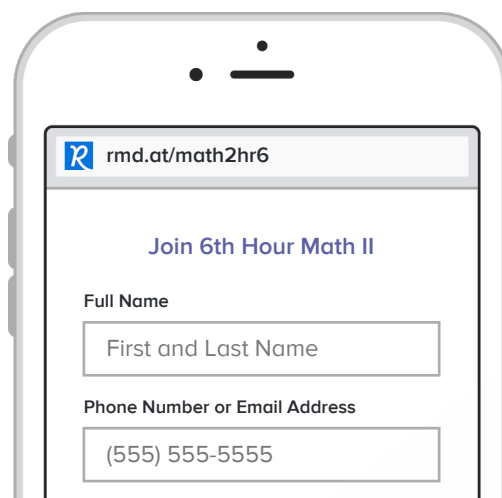 rmd.at/math2hr6
Join 6th Hour Math II
Full Name
First and Last Name
Phone Number or Email Address
(555) 555-5555